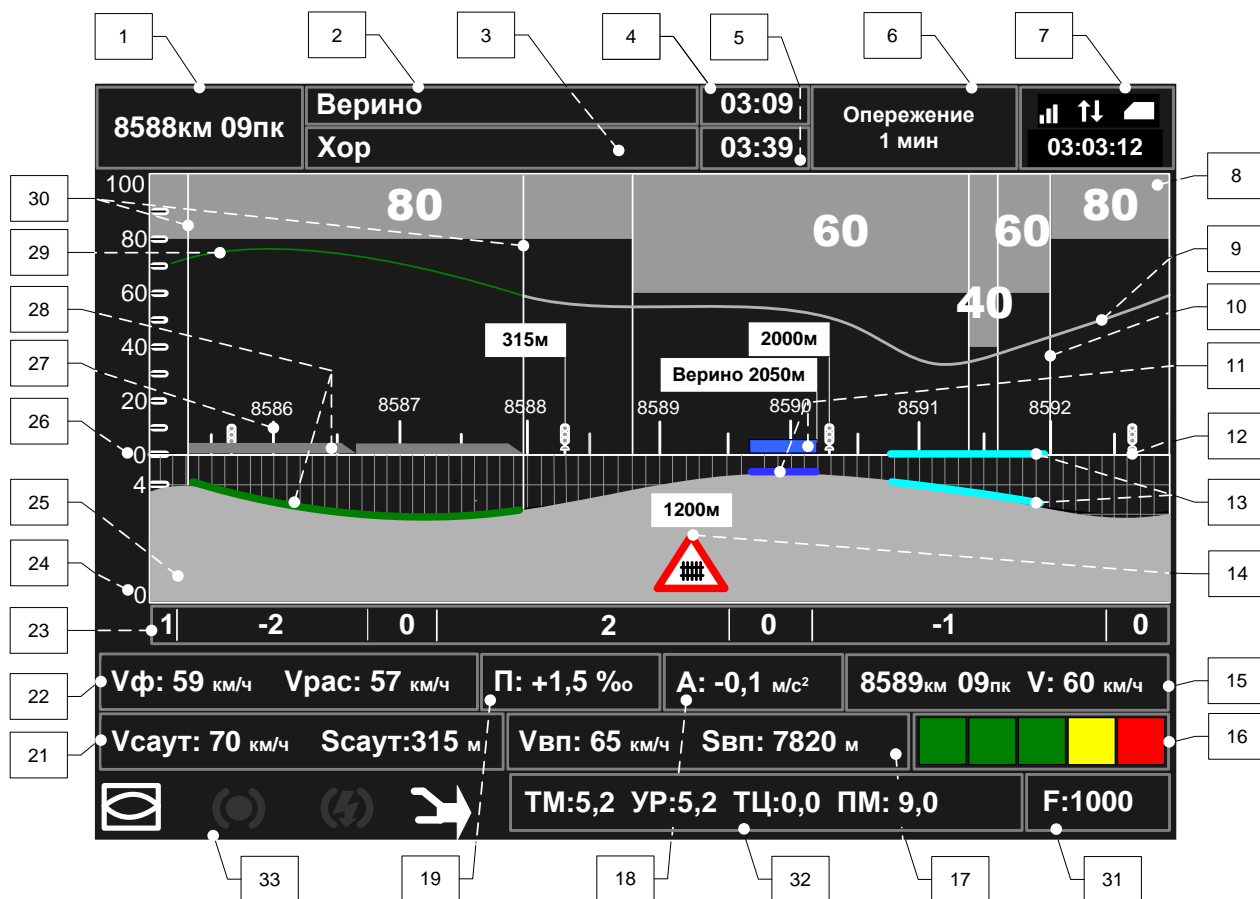 1 2 3 4 5 6 7
8588км 09пк
Верино 03:09
Хор 03:39
Опережение
1 мин
03:03:12
30
29
28
27
26
25
24
23
22
21
100
80
60
40
20
0
4
0
80
60
60
80
40
315м
2000м
Верино 2050м
8586 8587 8588 8589 8590 8591 8592
1200м
8
9
10
11
12
13
14
15
16
1 -2 0 2 0 -1 0
Vф: 59 км/ч Vрас: 57 км/ч
П: +1,5 ‰
А: -0,1 м/с²
8589км 09пк V: 60 км/ч
Vсаут: 70 км/ч Sсаут:315 м
Vвп: 65 км/ч Sвп: 7820 м
ТМ:5,2 УР:5,2 ТЦ:0,0 ПМ: 9,0
F:1000
33 19 18 32 17 31